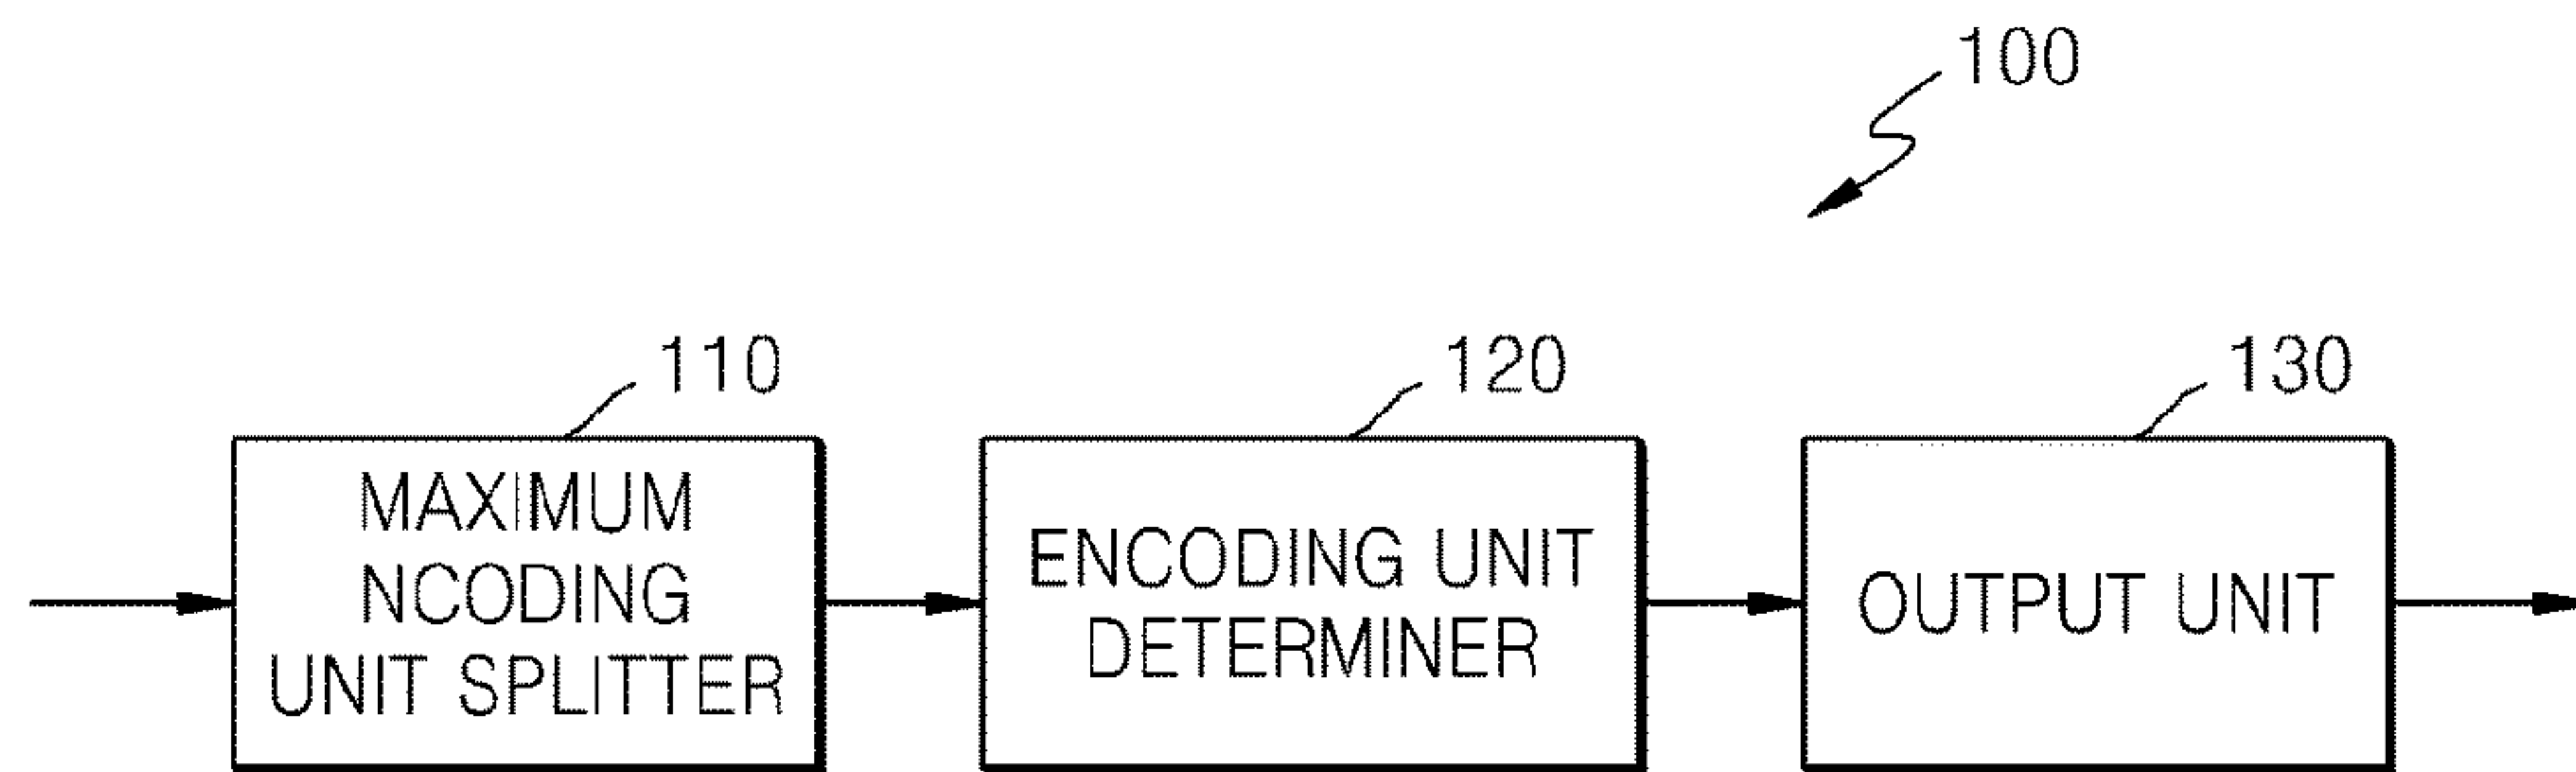 100
110
120
130
MAXIMUM
NCODING
UNIT SPLITTER
ENCODING UNIT
DETERMINER
OUTPUT UNIT